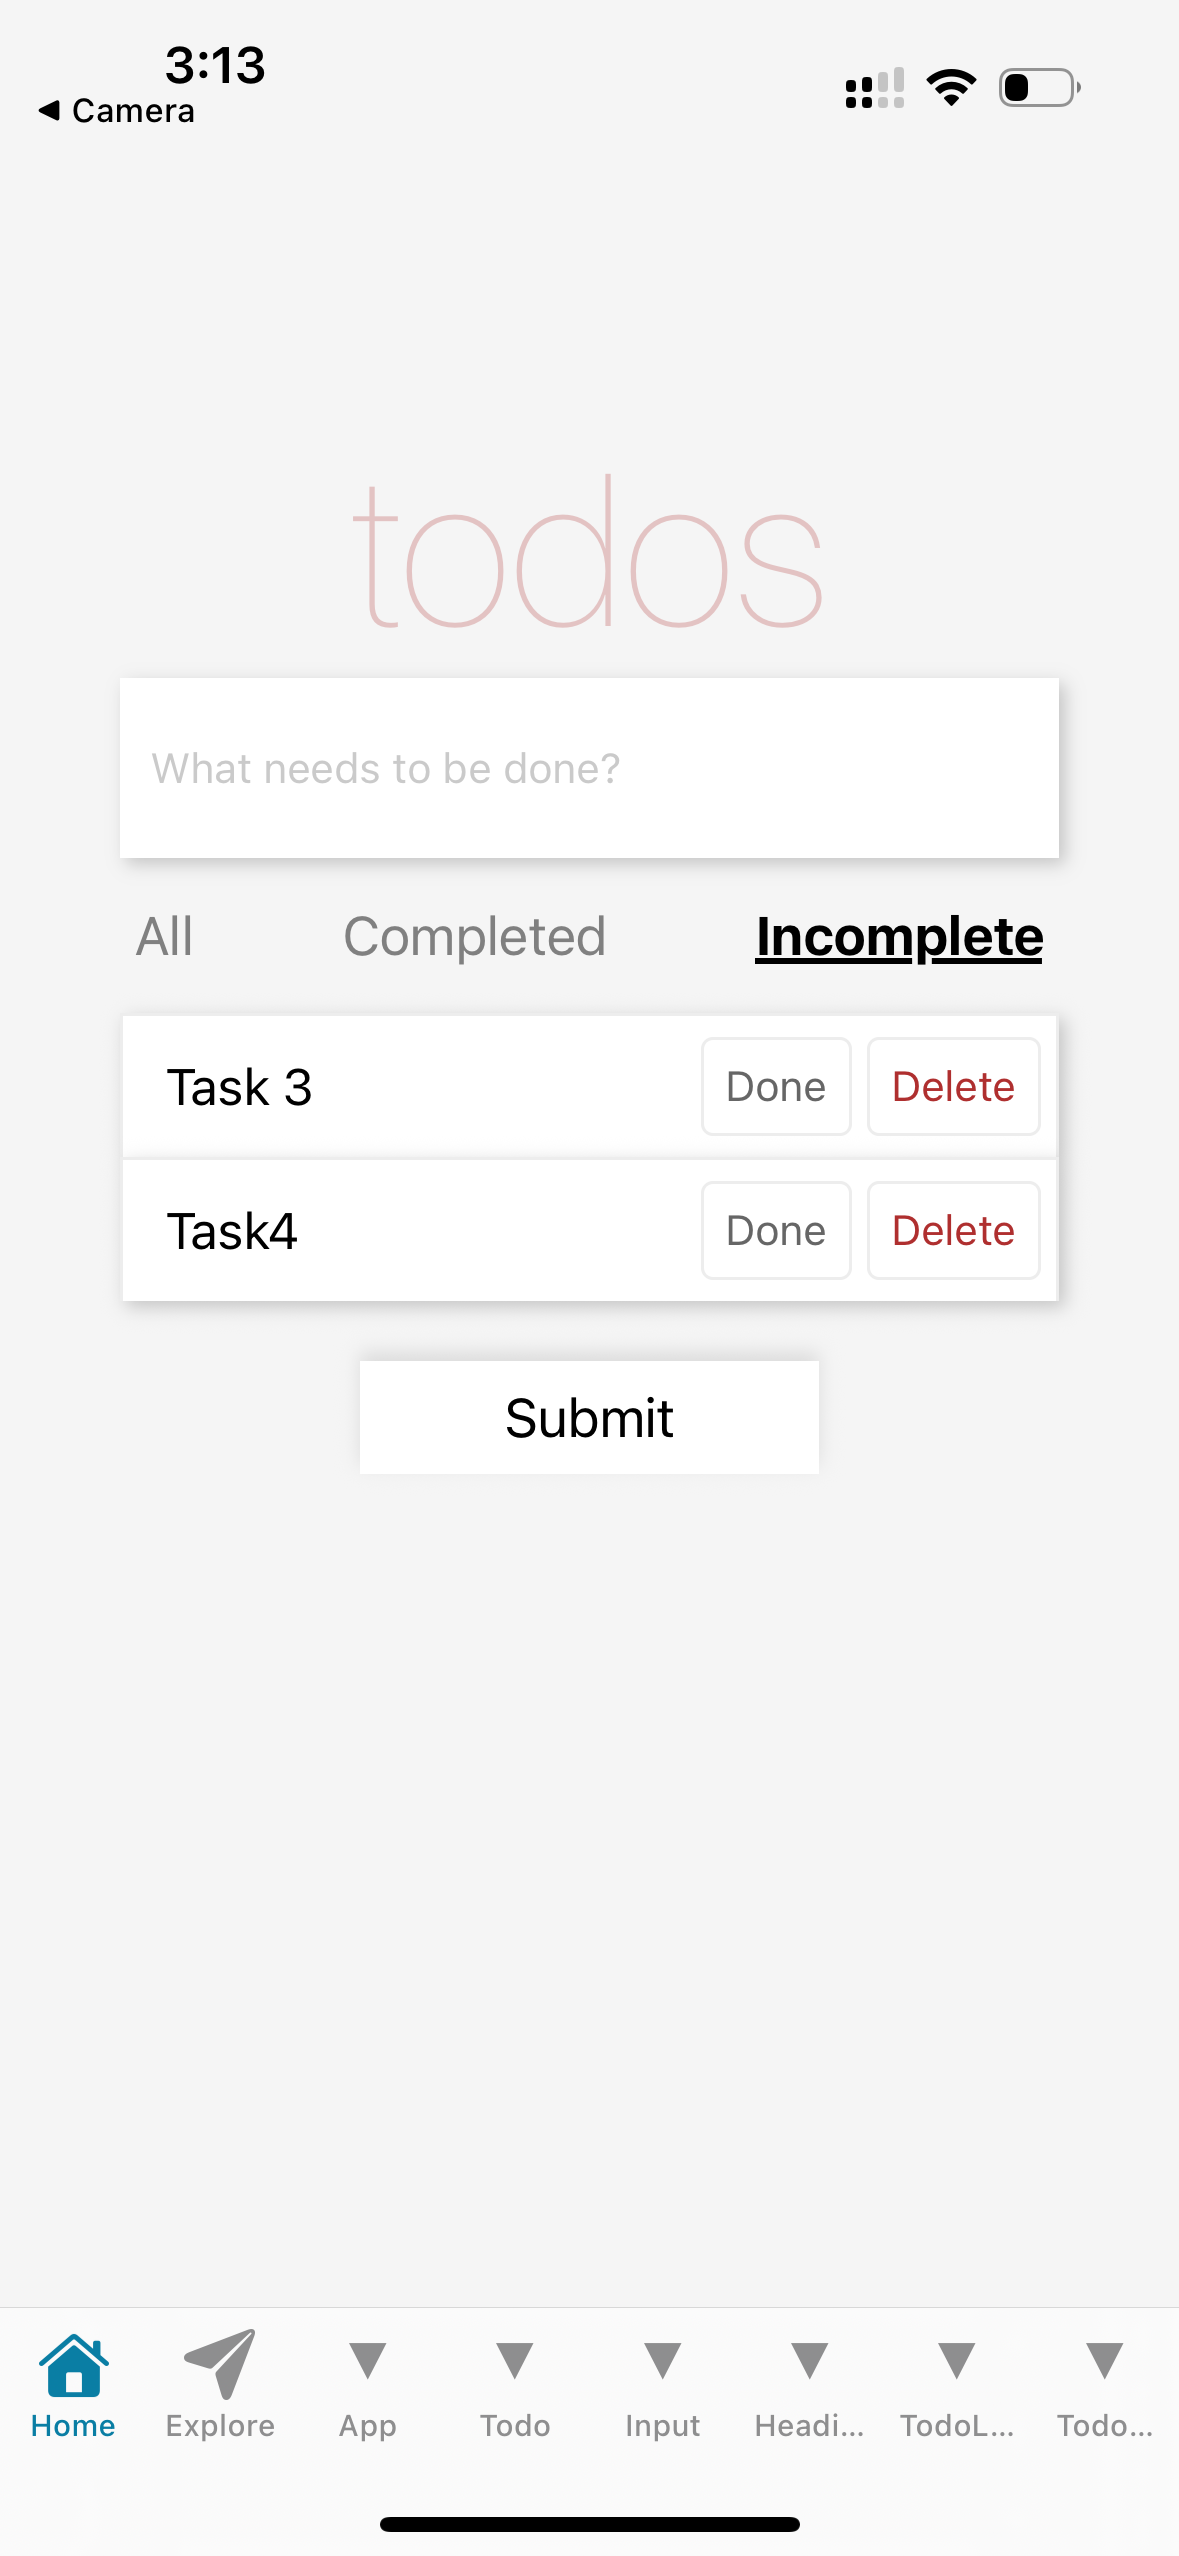 3:13
Camera
todos
What needs to be done?
All Completed Incomplete
Task 3 Done Delete
Task4 Done Delete
Submit
Home Explore App Todo Input Headi... TodoL... Todo...